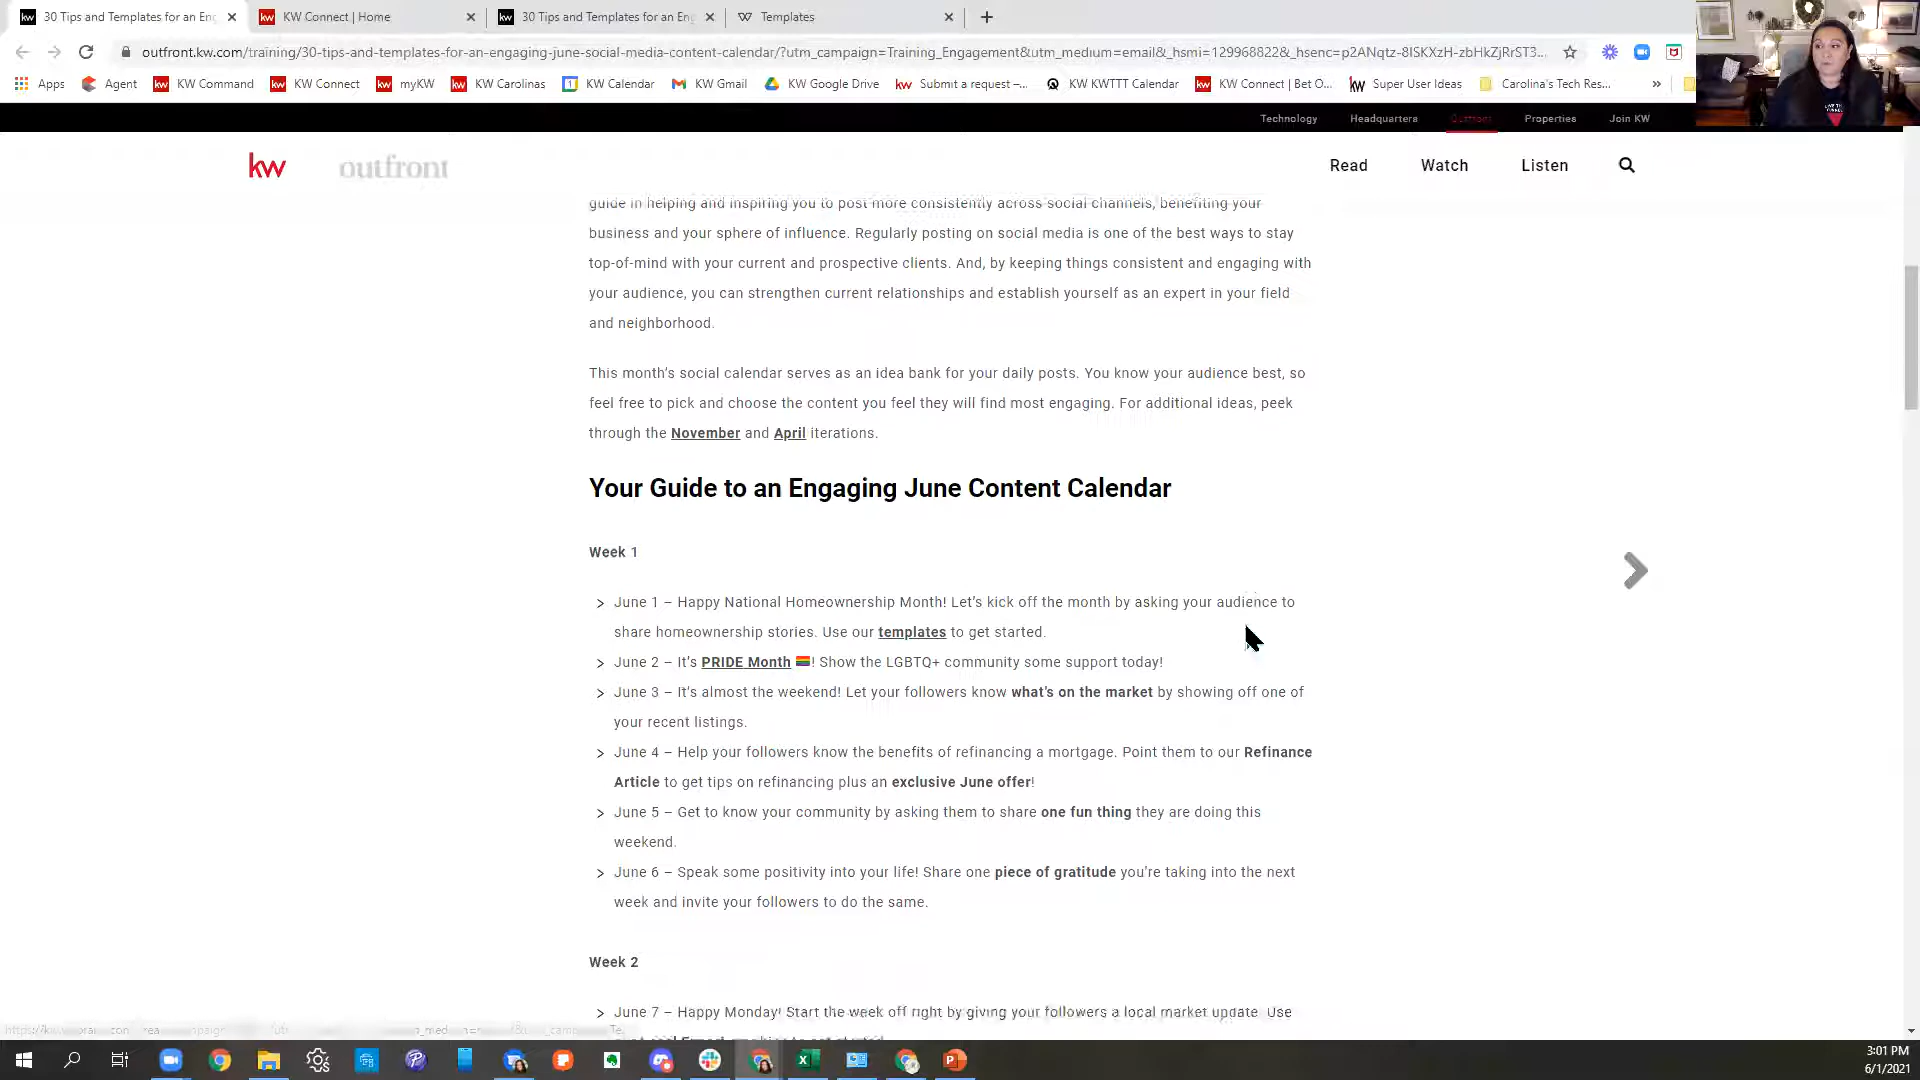 30 Tips and Templates for an Eng
KW Connect | Home
30 Tips and Templates for an Eng
Templates
outfront.kw.com/training/30-tips-and-templates-for-an-engaging-june-social-media-content-calendar/?utm_campaign=Training_Engagement&utm_medium=email&_hsmi=129968822&_hsenc=p2ANqtz-8ISKXzH-zbHkZjRrST3...
Apps
Agent
KW Command
KW Connect
myKW
KW Carolinas
KW Calendar
KW Gmail
KW Google Drive
Submit a request –...
KW KWTTT Calendar
KW Connect | Bet O...
Super User Ideas
Carolina's Tech Res...
Technology
Headquarters
Outfront
Properties
Join KW
kw
outfront
Read
Watch
Listen
guide in helping and inspiring you to post more consistently across social channels, benefiting your
business and your sphere of influence. Regularly posting on social media is one of the best ways to stay
top-of-mind with your current and prospective clients. And, by keeping things consistent and engaging with
your audience, you can strengthen current relationships and establish yourself as an expert in your field
and neighborhood.
This month's social calendar serves as an idea bank for your daily posts. You know your audience best, so
feel free to pick and choose the content you feel they will find most engaging. For additional ideas, peek
through the November and April iterations.
Your Guide to an Engaging June Content Calendar
Week 1
June 1 – Happy National Homeownership Month! Let's kick off the month by asking your audience to
share homeownership stories. Use our templates to get started.
June 2 – It's PRIDE Month 🏳️‍🌈! Show the LGBTQ+ community some support today!
June 3 – It's almost the weekend! Let your followers know what's on the market by showing off one of
your recent listings.
June 4 – Help your followers know the benefits of refinancing a mortgage. Point them to our Refinance
Article to get tips on refinancing plus an exclusive June offer!
June 5 – Get to know your community by asking them to share one fun thing they are doing this
weekend.
June 6 – Speak some positivity into your life! Share one piece of gratitude you're taking into the next
week and invite your followers to do the same.
Week 2
June 7 – Happy Monday! Start the week off right by giving your followers a local market update. Use
3:01 PM
6/1/2021